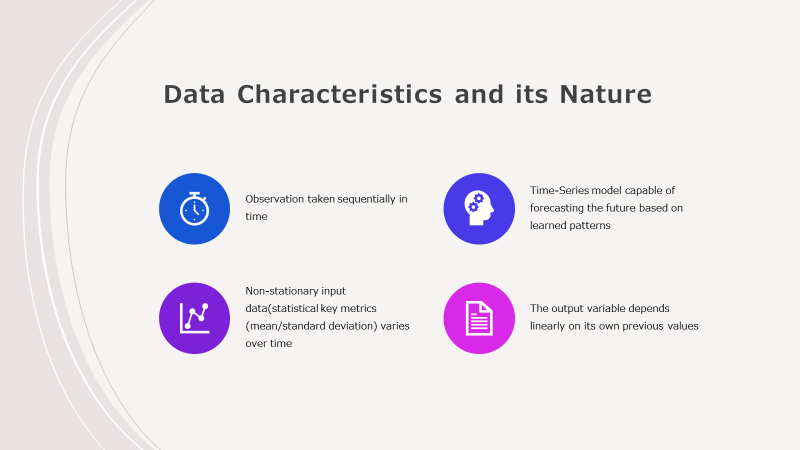 Data Characteristics and its Nature
Observation taken sequentially in
time
Time-Series model capable of
forecasting the future based on
learned patterns
Non-stationary input
data(statistical key metrics
(mean/standard deviation) varies
over time
The output variable depends
linearly on its own previous values